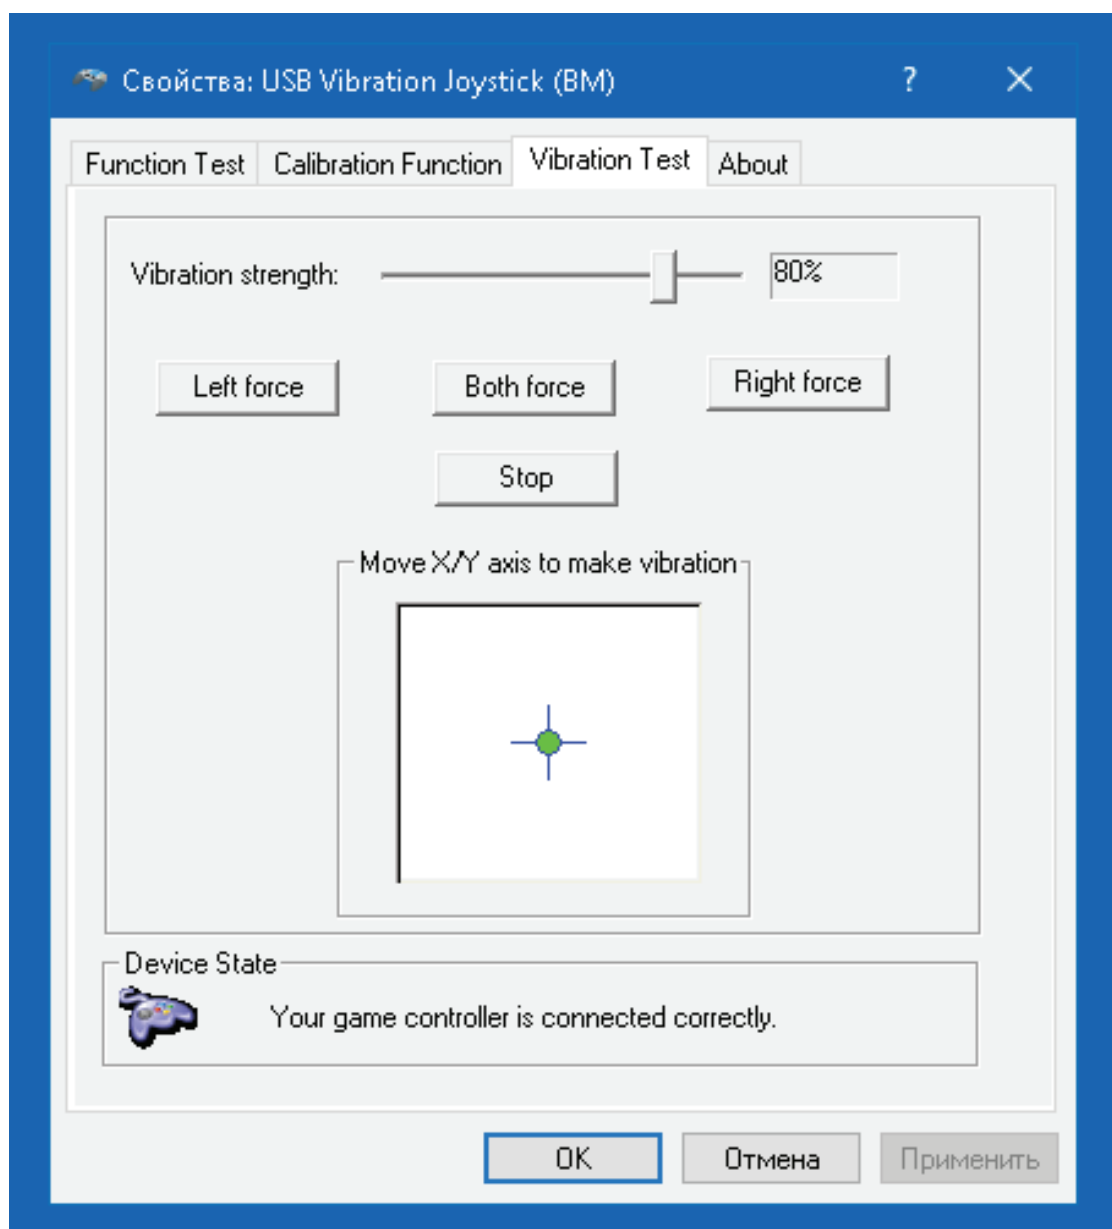 Свойства: USB Vibration Joystick (BM) ?
Function Test Calibration Function Vibration Test About
Vibration strength: 80%
Left force Both force Right force
Stop
Move X/Y axis to make vibration
Device State
Your game controller is connected correctly.
OK Отмена Применить